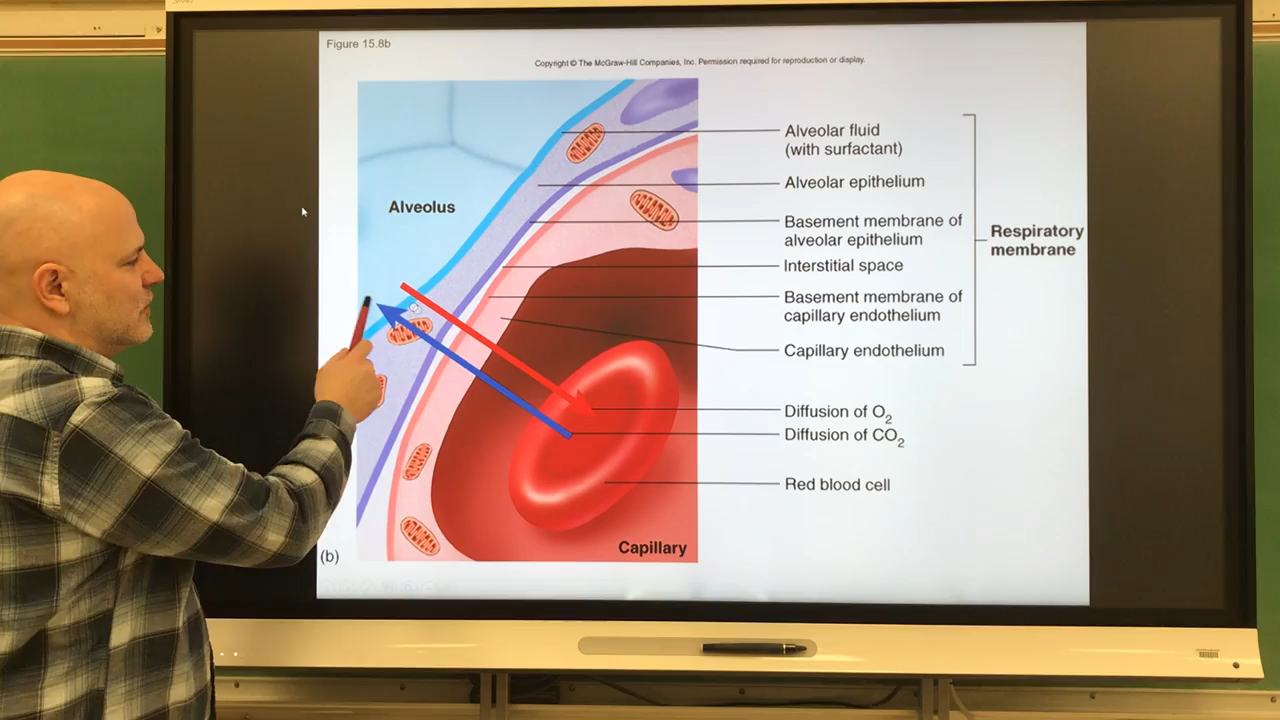 Figure 15.8b
Copyright © The McGraw-Hill Companies, Inc. Permission required for reproduction or display.
Alveolus
Alveolar fluid
(with surfactant)
Alveolar epithelium
Basement membrane of
alveolar epithelium
Interstitial space
Basement membrane of
capillary endothelium
Capillary endothelium
Respiratory
membrane
Diffusion of O₂
Diffusion of CO₂
Red blood cell
Capillary
(b)